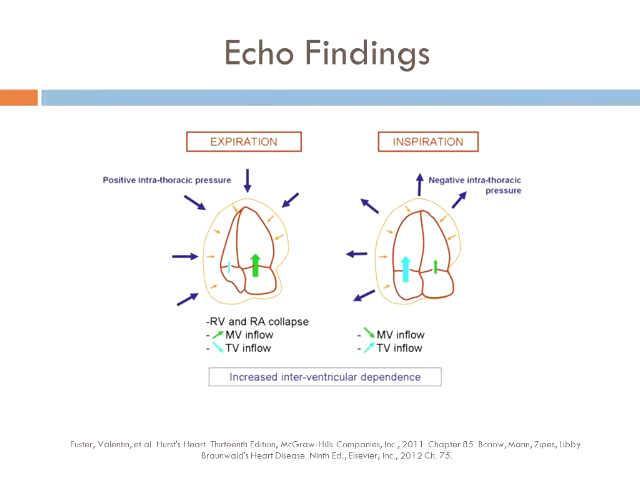 Echo Findings
EXPIRATION
INSPIRATION
Positive intra-thoracic pressure
Negative intra-thoracic
pressure
-RV and RA collapse
- MV inflow
- TV inflow
- MV inflow
- TV inflow
Increased inter-ventricular dependence
Fuster, Valentin, et al. Hurst's Heart. Thirteenth Edition, McGraw-Hills Companies, Inc., 2011. Chapter 85. Bonow, Mann, Zipes, Libby
Braunwald's Heart Disease. Ninth Ed., Elsevier, Inc., 2012 Ch. 75.